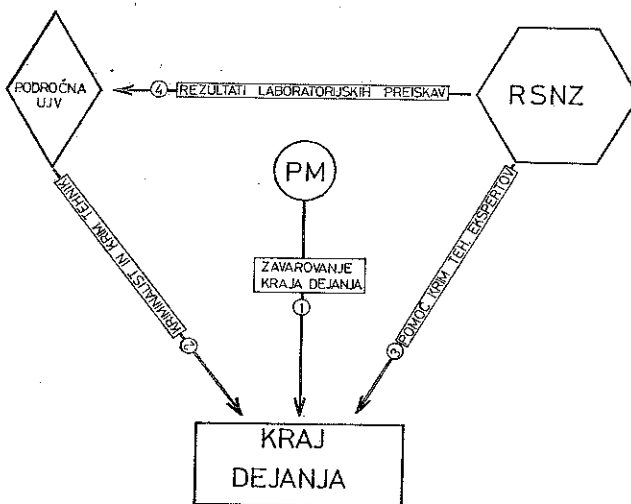 PODROČNA
UJV
④ REZULTATI LABORATORIJSKIH PREISKAV
RSNZ
PM
ZAVAROVANJE
KRAJA DEJANJA
①
② KRIMINALIST IN KRIM TEHNIK
③ POMOČ KRIM TEH. EKSPERTOV
KRAJ
DEJANJA